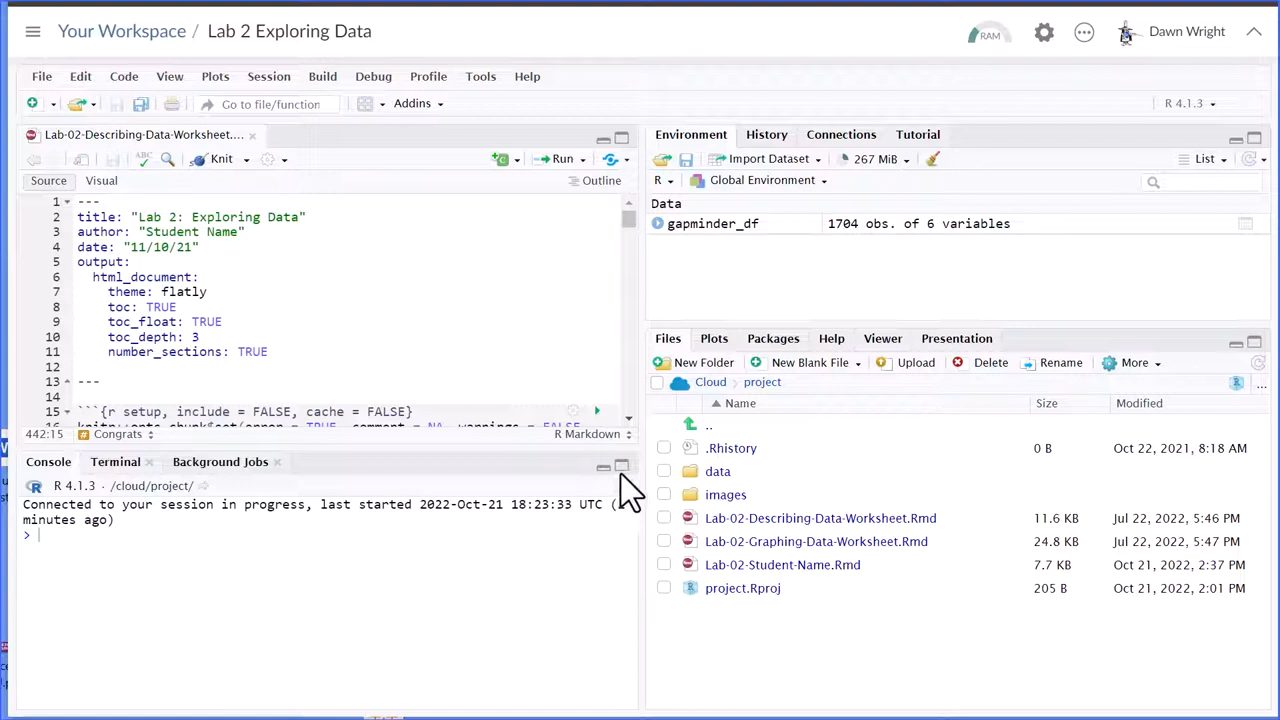 Your Workspace / Lab 2 Exploring Data
RAM
Dawn Wright
File Edit Code View Plots Session Build Debug Profile Tools Help
Go to file/function
Addins
R 4.1.3
Lab-02-Describing-Data-Worksheet....
ABC
Knit
Run
Source Visual
Outline
1 ---
2 title: "Lab 2: Exploring Data"
3 author: "Student Name"
4 date: "11/10/21"
5 output:
6 html_document:
7 theme: flatly
8 toc: TRUE
9 toc_float: TRUE
10 toc_depth: 3
11 number_sections: TRUE
12
13 ---
14
15 ```{r setup, include = FALSE, cache = FALSE}
16 knitr::opts_chunk$set(error = TRUE, comment = NA, warnings = FALSE,
442:15 # Congrats R Markdown
Console Terminal Background Jobs
R 4.1.3 · /cloud/project/
Connected to your session in progress, last started 2022-Oct-21 18:23:33 UTC (
minutes ago)
>
Environment History Connections Tutorial
Import Dataset 267 MiB List
R Global Environment
Data
gapminder_df 1704 obs. of 6 variables
Files Plots Packages Help Viewer Presentation
New Folder New Blank File Upload Delete Rename More
Cloud project R ...
Name Size Modified
..
.Rhistory 0 B Oct 22, 2021, 8:18 AM
data
images
Lab-02-Describing-Data-Worksheet.Rmd 11.6 KB Jul 22, 2022, 5:46 PM
Lab-02-Graphing-Data-Worksheet.Rmd 24.8 KB Jul 22, 2022, 5:47 PM
Lab-02-Student-Name.Rmd 7.7 KB Oct 21, 2022, 2:37 PM
project.Rproj 205 B Oct 21, 2022, 2:01 PM